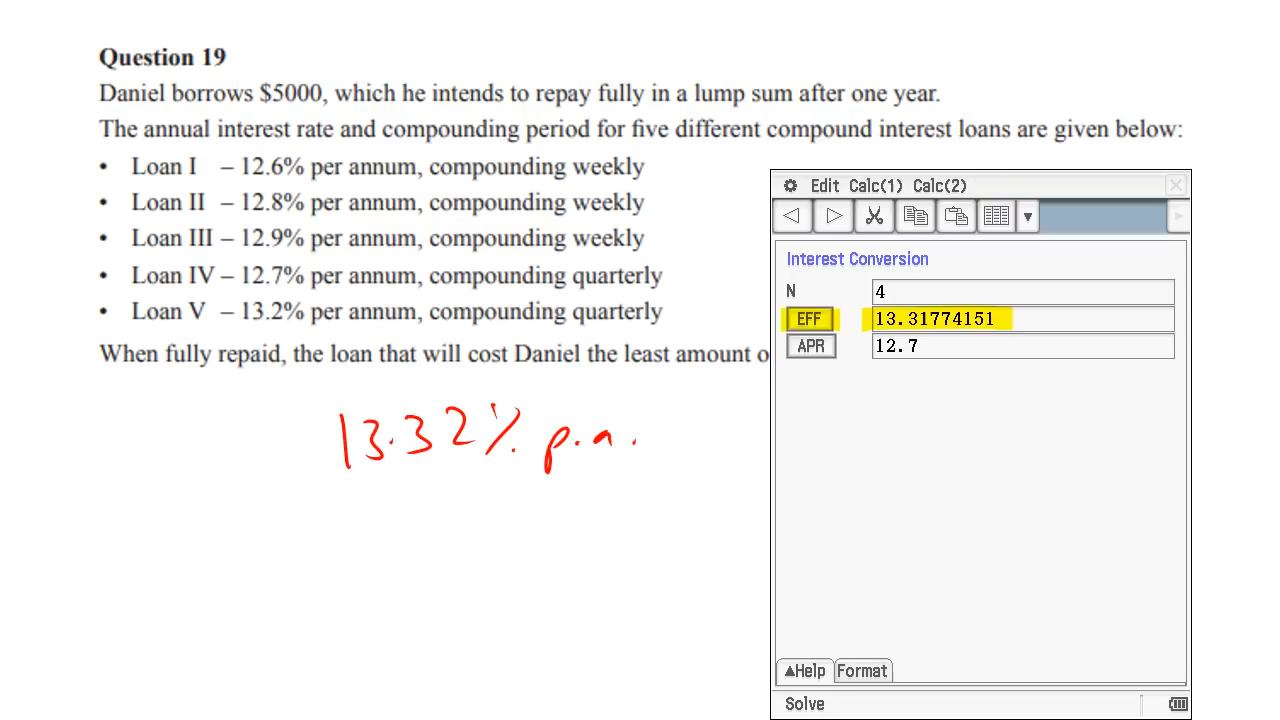 Question 19
Daniel borrows $5000, which he intends to repay fully in a lump sum after one year.
The annual interest rate and compounding period for five different compound interest loans are given below:
• Loan I – 12.6% per annum, compounding weekly
• Loan II – 12.8% per annum, compounding weekly
• Loan III – 12.9% per annum, compounding weekly
• Loan IV – 12.7% per annum, compounding quarterly
• Loan V – 13.2% per annum, compounding quarterly
When fully repaid, the loan that will cost Daniel the least amount o
13.32% p.a.
Edit Calc(1) Calc(2)
Interest Conversion
N 4
EFF 13.31774151
APR 12.7
▲Help Format
Solve